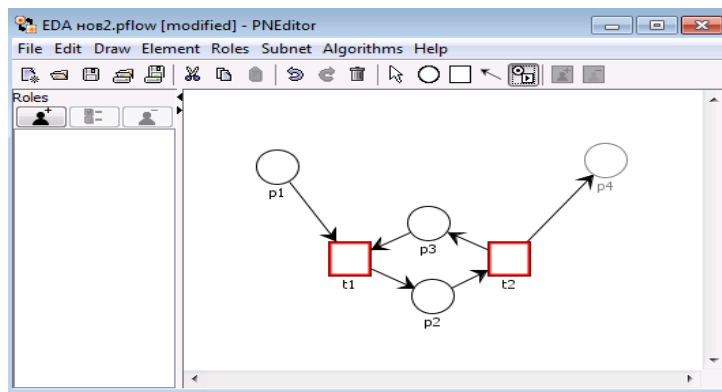 EDA нов2.pflow [modified] - PNEditor
File Edit Draw Element Roles Subnet Algorithms Help
Roles
p1
p4
p3
t1
t2
p2